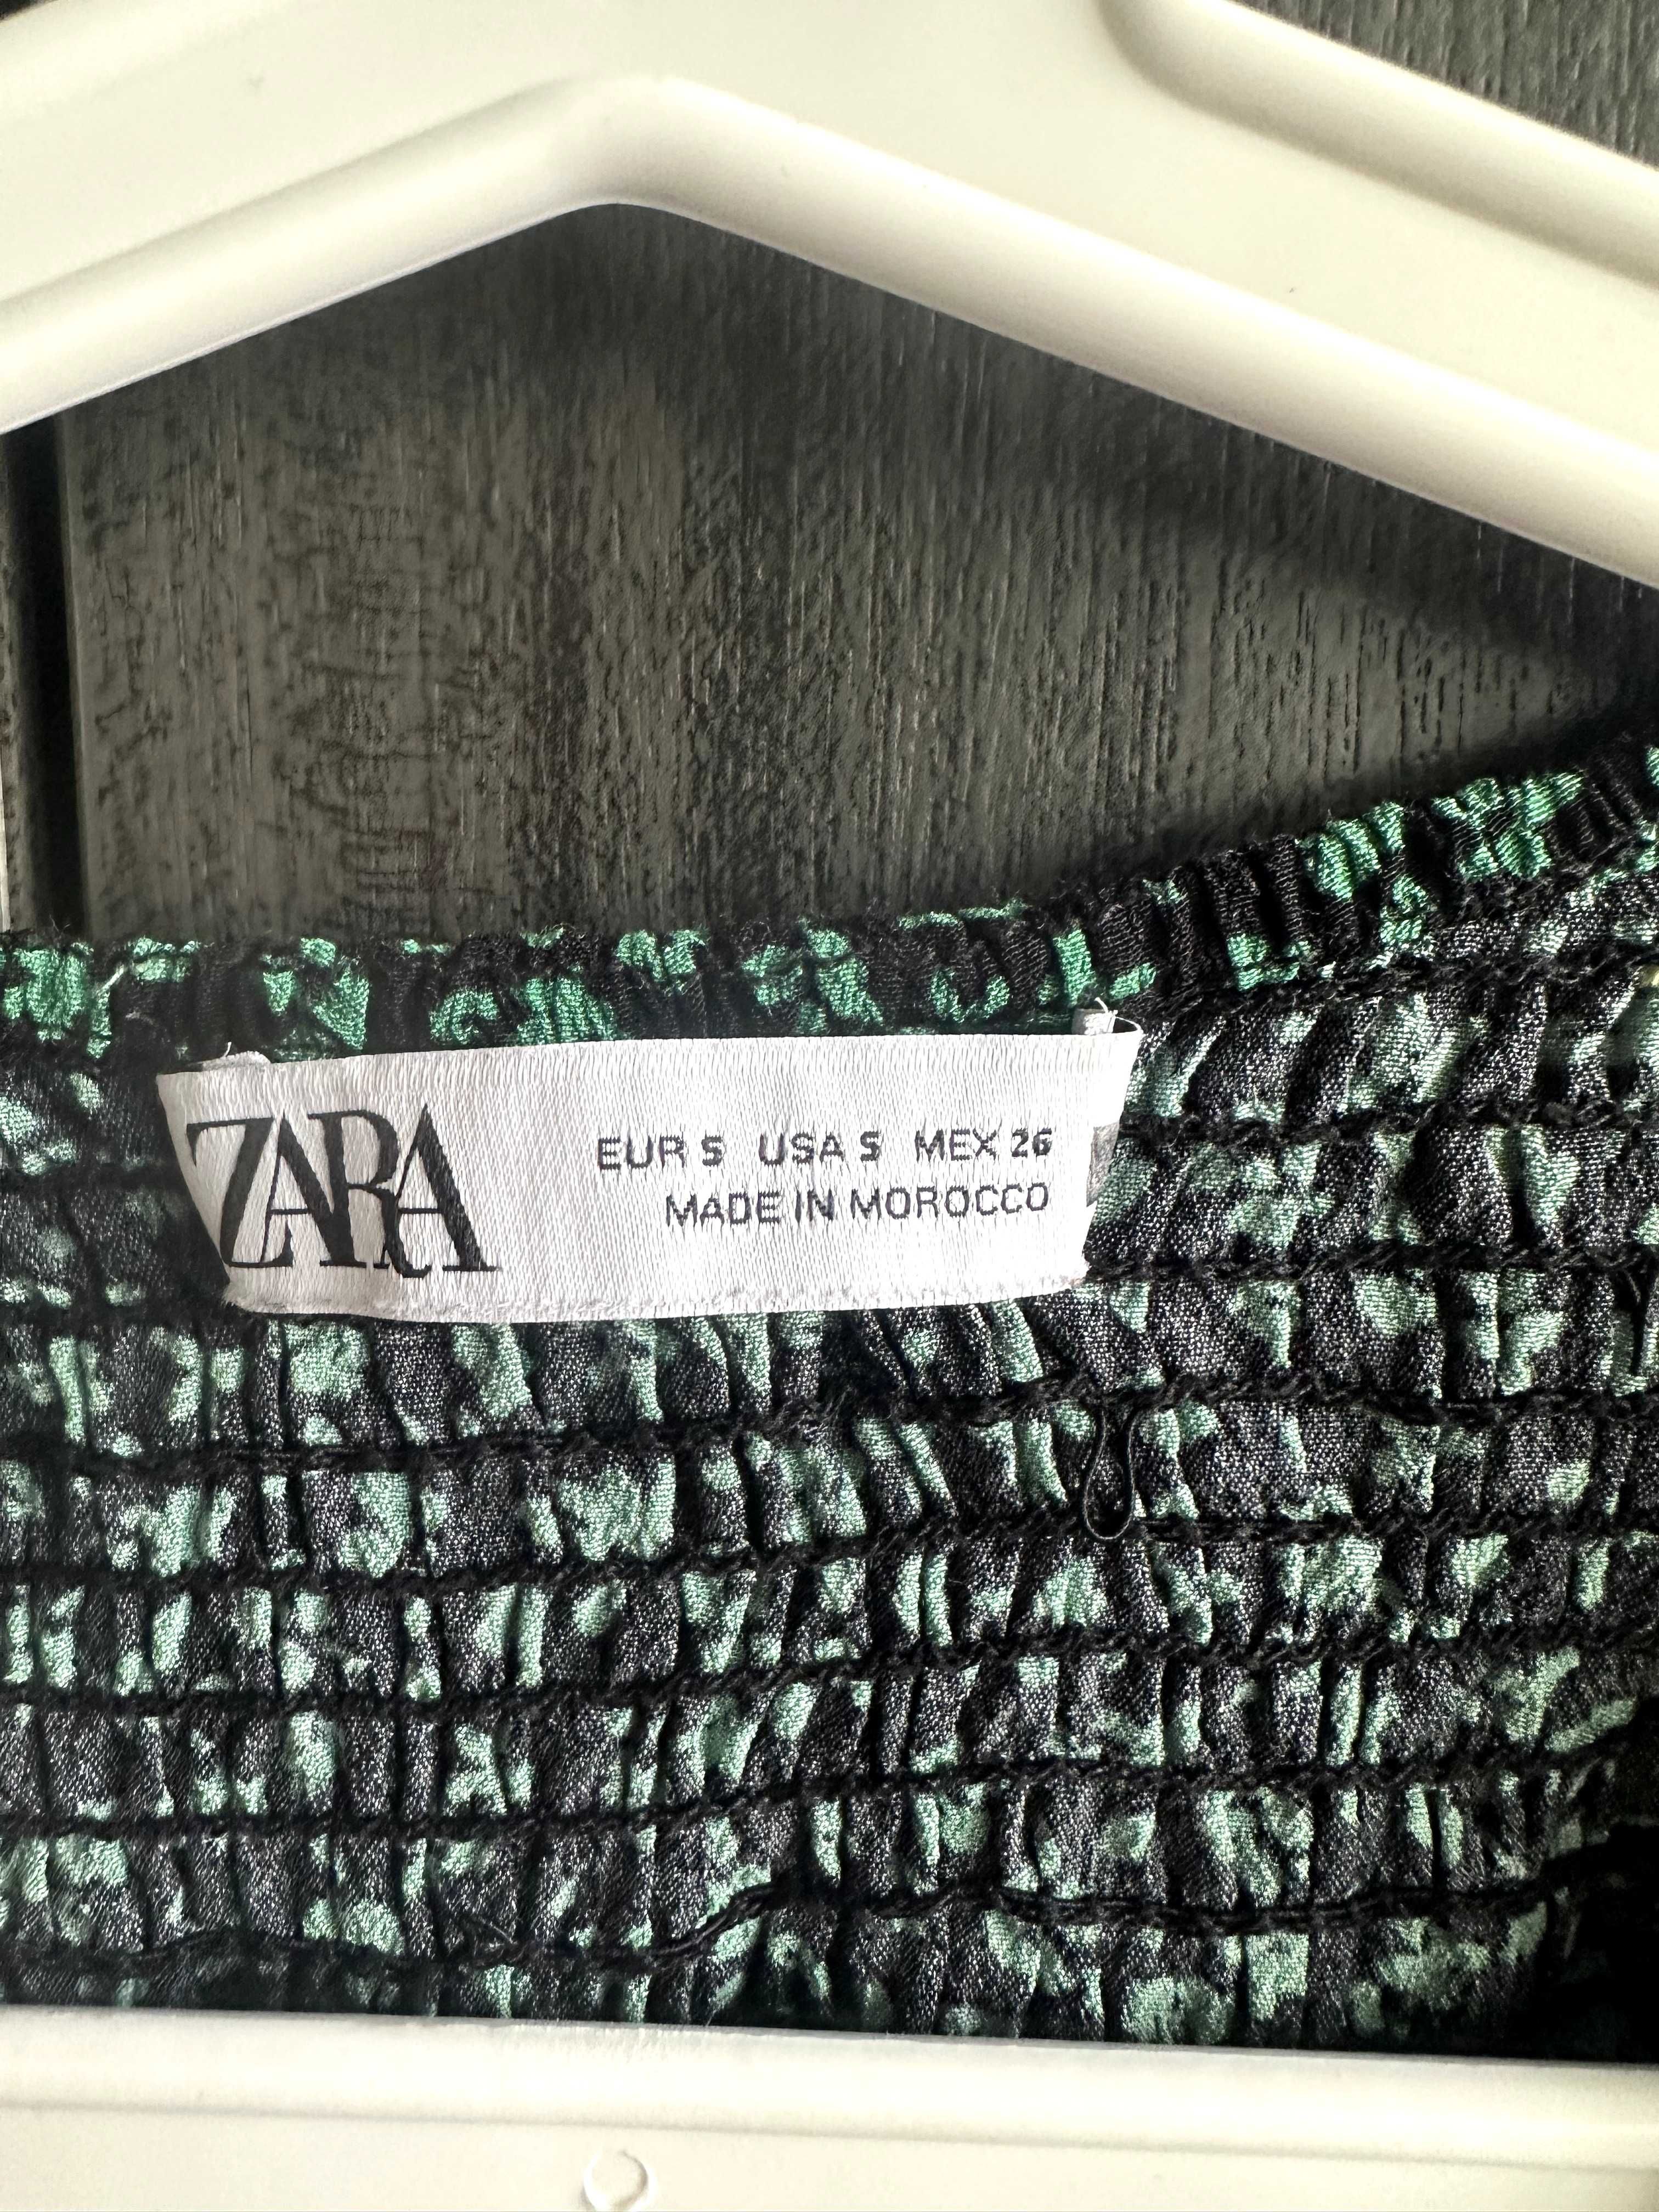 ZARA
EUR S USA S MEX 26
MADE IN MOROCCO